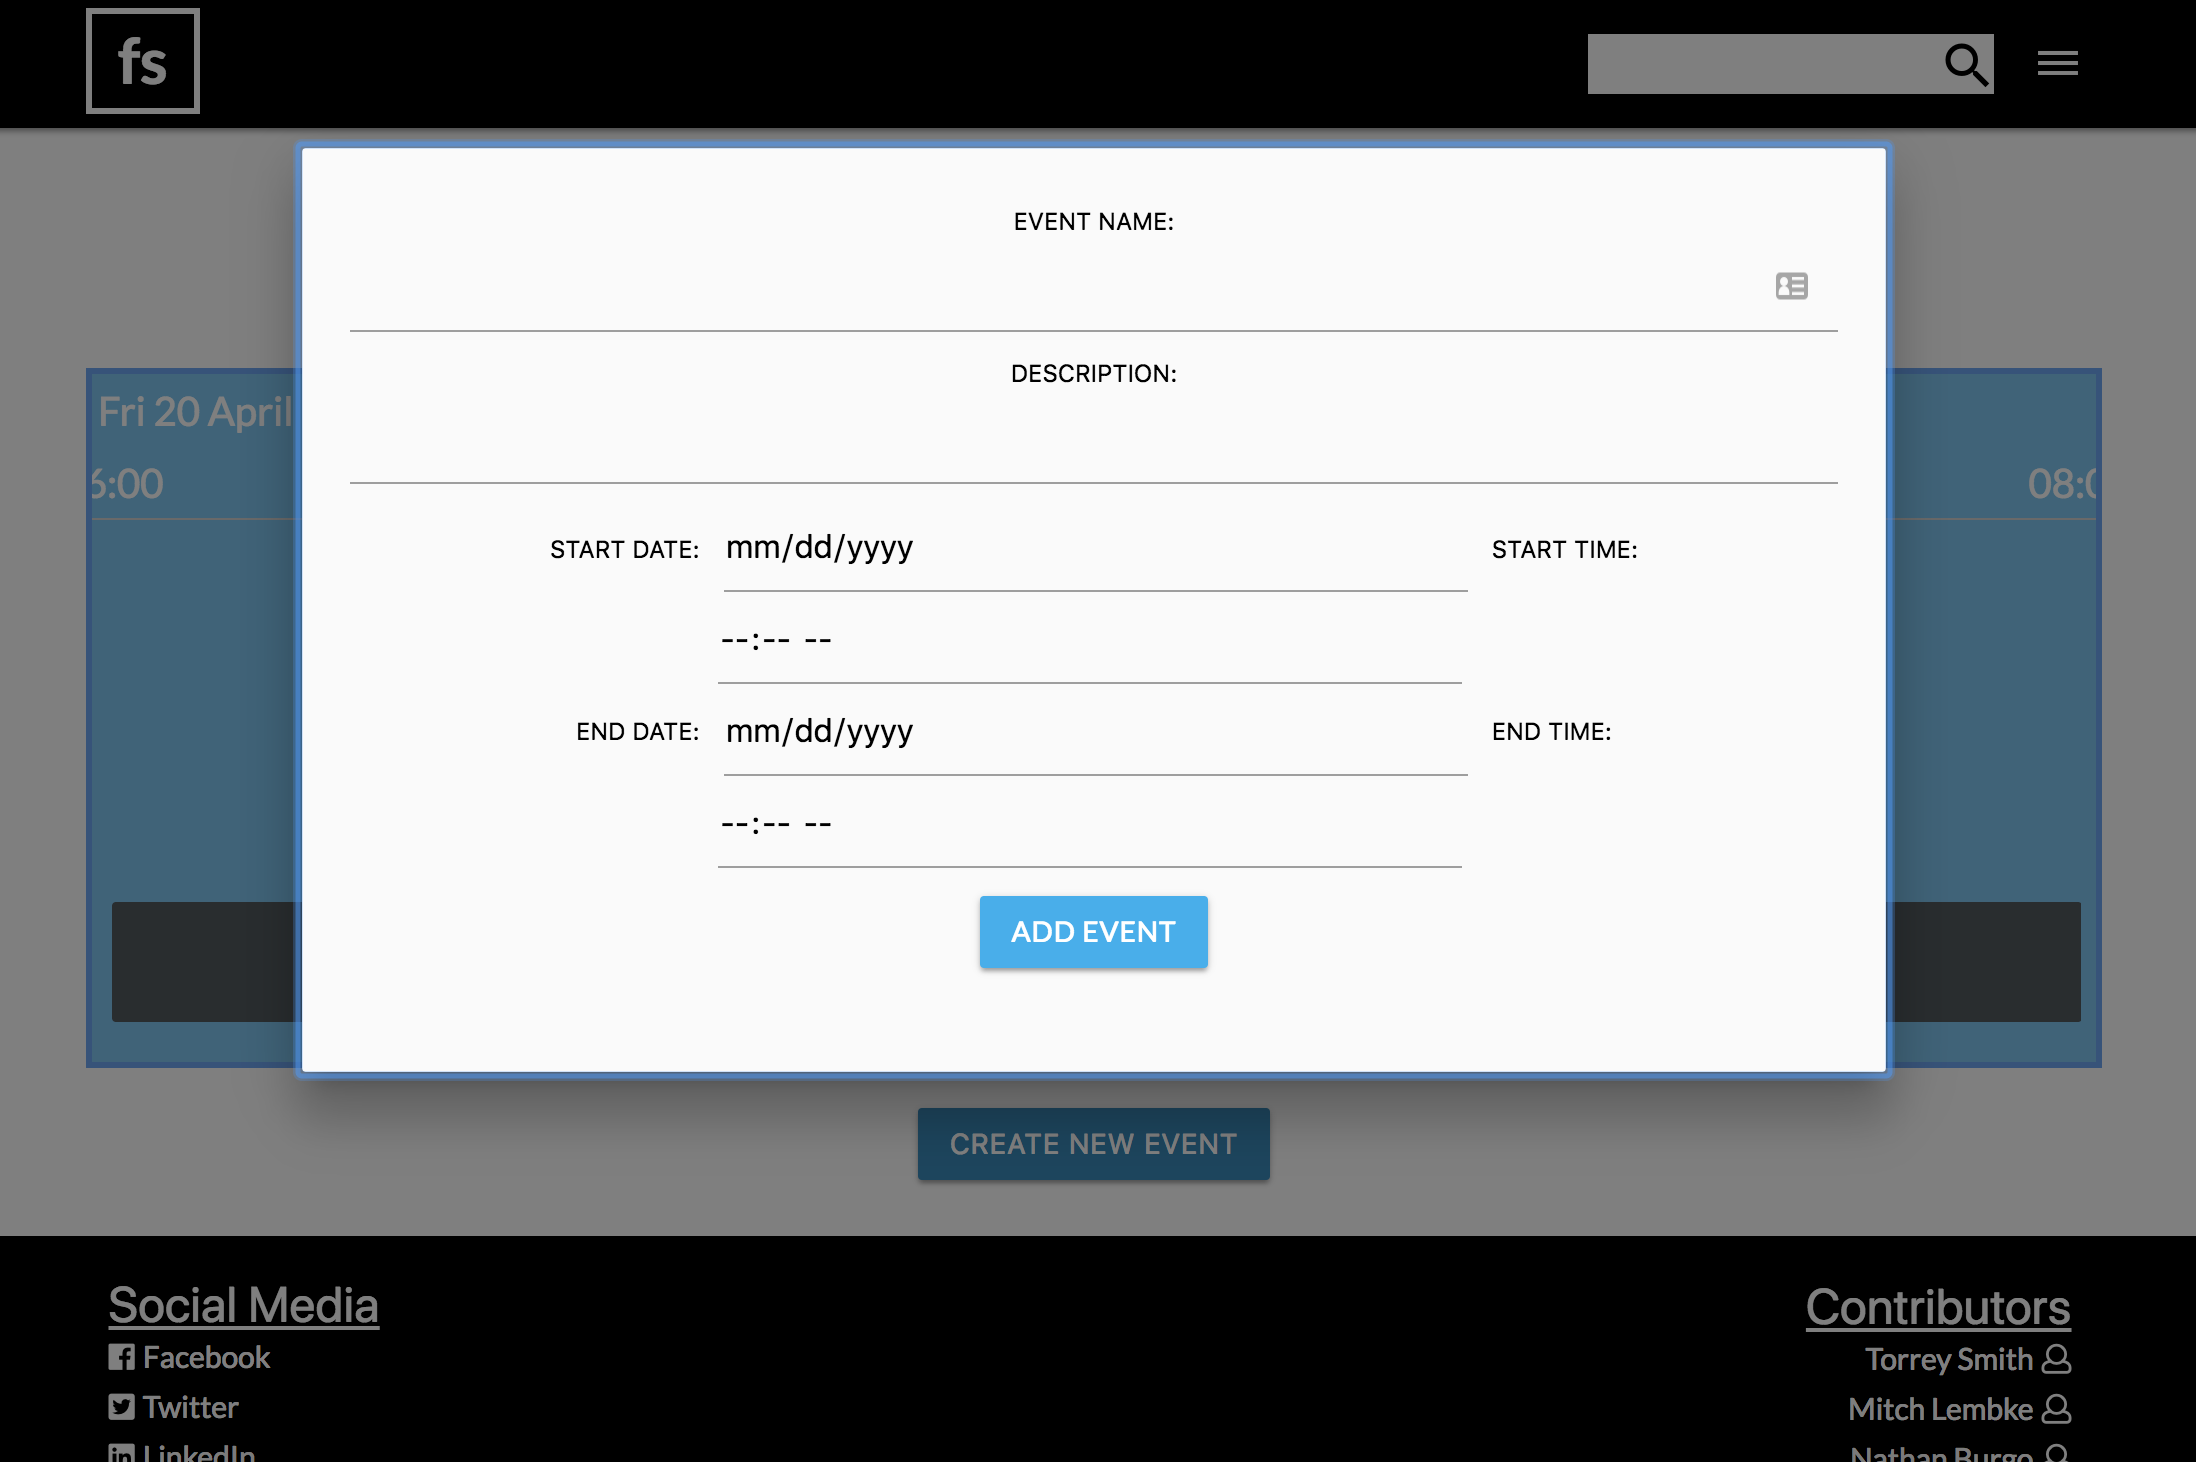 fs
EVENT NAME:
DESCRIPTION:
Fri 20 April
6:00
08:0
START DATE: mm/dd/yyyy START TIME:
--:-- --
END DATE: mm/dd/yyyy END TIME:
--:-- --
ADD EVENT
CREATE NEW EVENT
Social Media
Facebook
Twitter
LinkedIn
Contributors
Torrey Smith
Mitch Lembke
Nathan Burgo